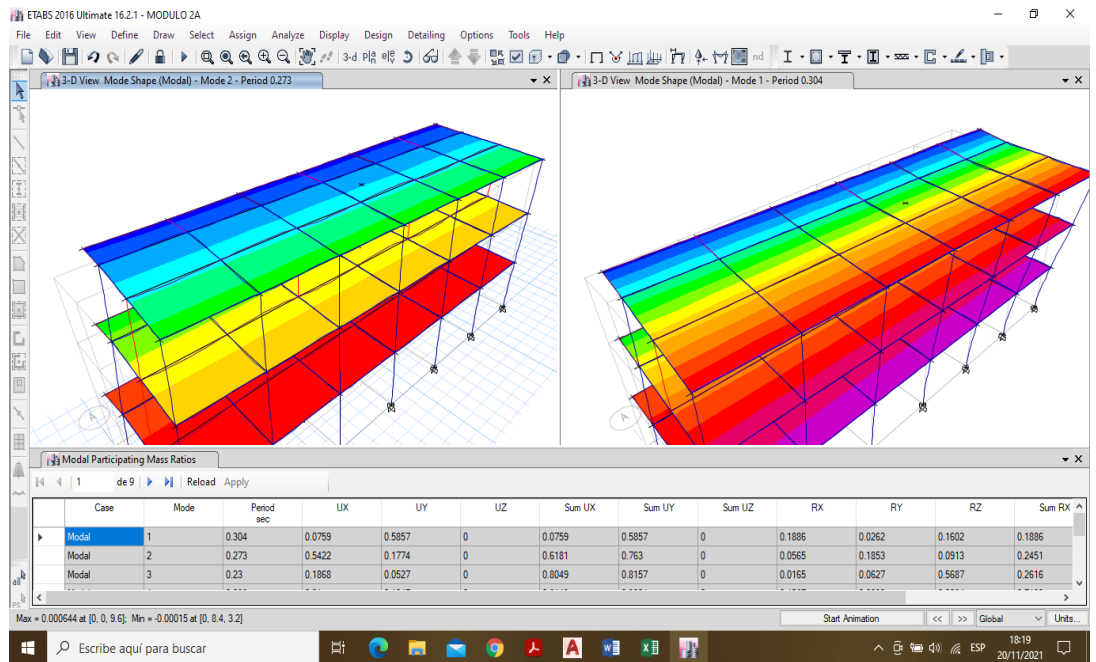 ETABS 2016 Ultimate 16.2.1 - MODULO 2A
File Edit View Define Draw Select Assign Analyze Display Design Detailing Options Tools Help
3-d nd
3-D View Mode Shape (Modal) - Mode 2 - Period 0.273
3-D View Mode Shape (Modal) - Mode 1 - Period 0.304
A
A
Modal Participating Mass Ratios
1 de 9 Reload Apply
Case Mode Period UX UY UZ Sum UX Sum UY Sum UZ RX RY RZ Sum RX
sec
Modal 1 0.304 0.0759 0.5857 0 0.0759 0.5857 0 0.1886 0.0262 0.1602 0.1886
Modal 2 0.273 0.5422 0.1774 0 0.6181 0.763 0 0.0565 0.1853 0.0913 0.2451
Modal 3 0.23 0.1868 0.0527 0 0.8049 0.8157 0 0.0165 0.0627 0.5687 0.2616
all
PS
Max = 0.000644 at [0, 0, 9.6]; Min = -0.00015 at [0, 8.4, 3.2] Start Animation << >> Global Units...
Escribe aquí para buscar
ESP
18:19
20/11/2021